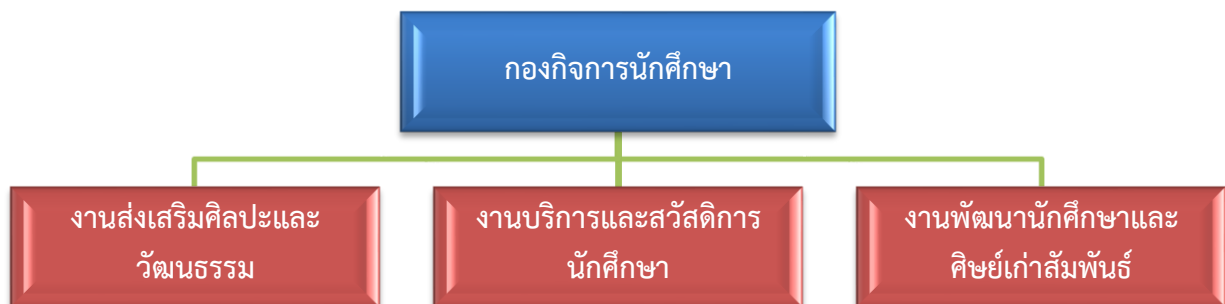 กองกิจการนักศึกษา
งานส่งเสริมศิลปะและ
วัฒนธรรม
งานบริการและสวัสดิการ
นักศึกษา
งานพัฒนานักศึกษาและ
ศิษย์เก่าสัมพันธ์